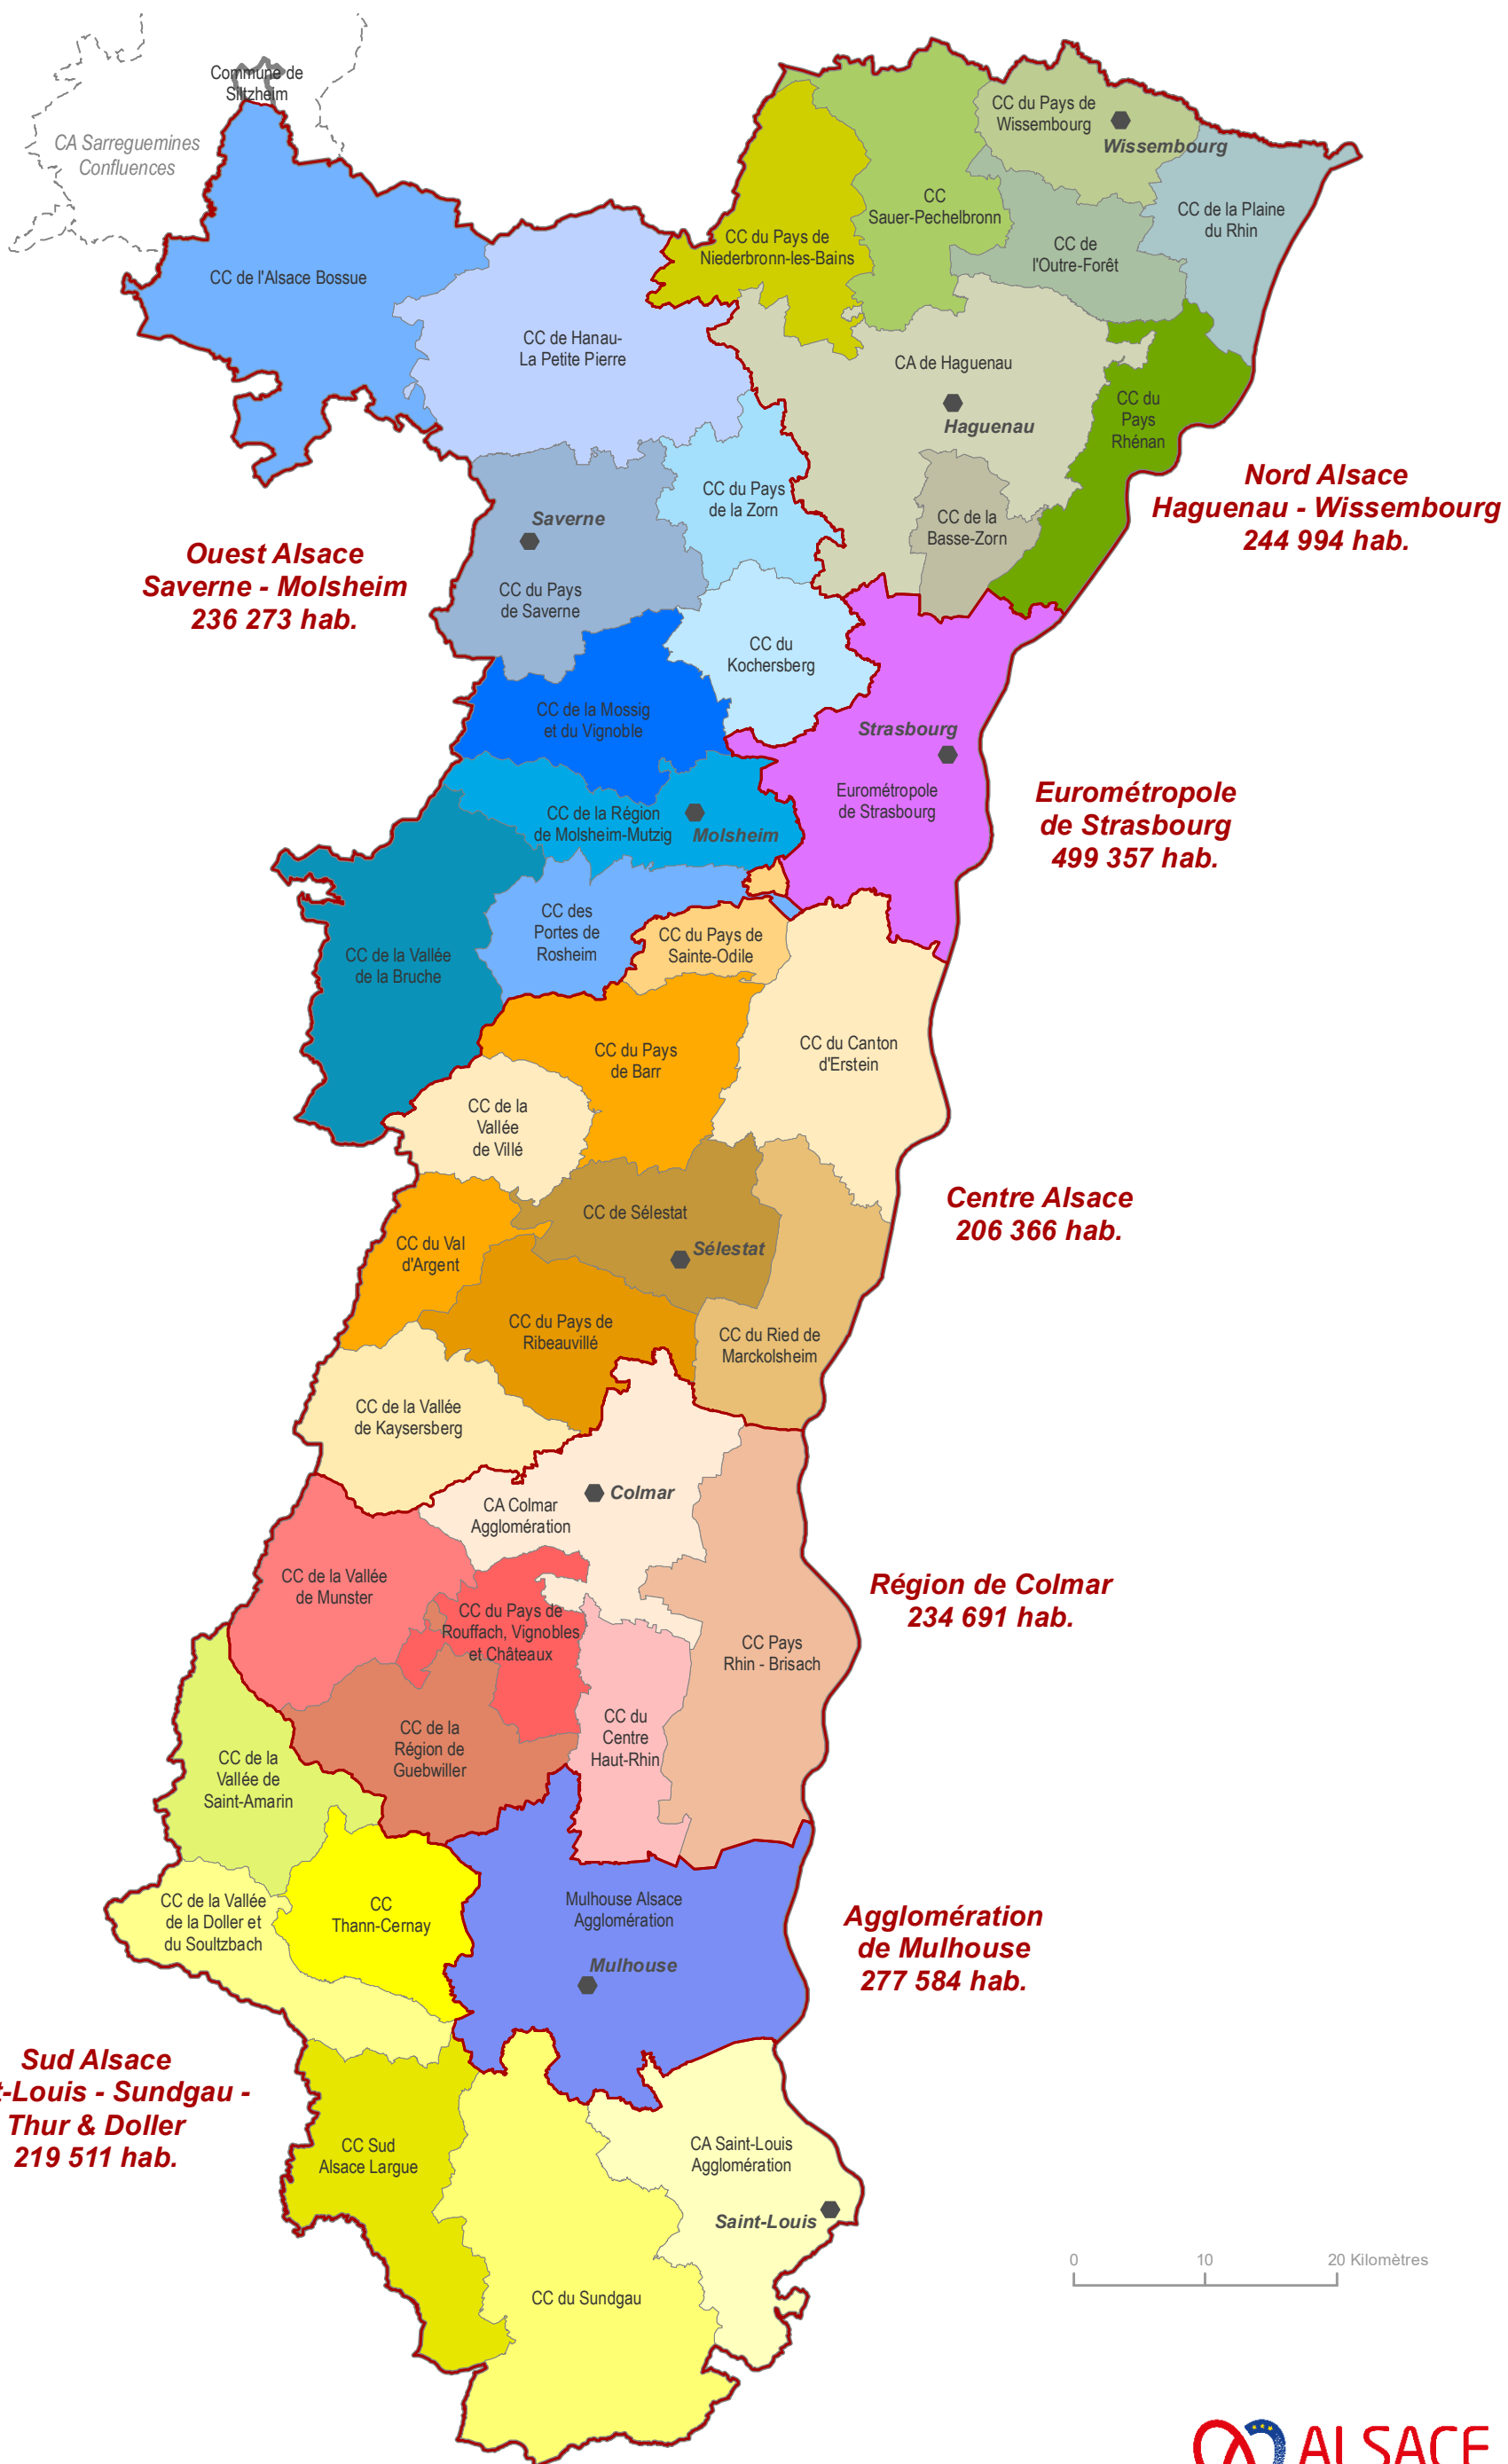 Commune de
Siltzheim
CA Sarreguemines
Confluences
CC du Pays de
Wissembourg
Wissembourg
CC
Sauer-Pechelbronn
CC de la Plaine
du Rhin
CC du Pays de
Niederbronn-les-Bains
CC de
l'Outre-Forêt
CC de l'Alsace Bossue
CC de Hanau-
La Petite Pierre
CA de Haguenau
Haguenau
CC du
Pays
Rhénan
Nord Alsace
Haguenau - Wissembourg
244 994 hab.
CC du Pays
de la Zorn
CC de la
Basse-Zorn
Saverne
CC du Pays
de Saverne
Ouest Alsace
Saverne - Molsheim
236 273 hab.
CC du
Kochersberg
CC de la Mossig
et du Vignoble
Strasbourg
Eurométropole
de Strasbourg
Eurométropole
de Strasbourg
499 357 hab.
CC de la Région
de Molsheim-Mutzig
Molsheim
CC des
Portes de
Rosheim
CC du Pays de
Sainte-Odile
CC de la Vallée
de la Bruche
CC du Canton
d'Erstein
CC du Pays
de Barr
CC de la
Vallée
de Villé
Centre Alsace
206 366 hab.
CC de Sélestat
Sélestat
CC du Val
d'Argent
CC du Pays de
Ribeauvillé
CC du Ried de
Marckolsheim
CC de la Vallée
de Kaysersberg
Colmar
CA Colmar
Agglomération
CC de la Vallée
de Munster
Région de Colmar
234 691 hab.
CC du Pays de
Rouffach, Vignobles
et Châteaux
CC Pays
Rhin - Brisach
CC du
Centre
Haut-Rhin
CC de la
Région de
Guebwiller
CC de la
Vallée de
Saint-Amarin
CC de la Vallée
de la Doller et
du Soultzbach
CC
Thann-Cernay
Mulhouse Alsace
Agglomération
Mulhouse
Agglomération
de Mulhouse
277 584 hab.
Sud Alsace
t-Louis - Sundgau -
Thur & Doller
219 511 hab.
CC Sud
Alsace Largue
CA Saint-Louis
Agglomération
Saint-Louis
CC du Sundgau
0 10 20 Kilomètres
ALSACE